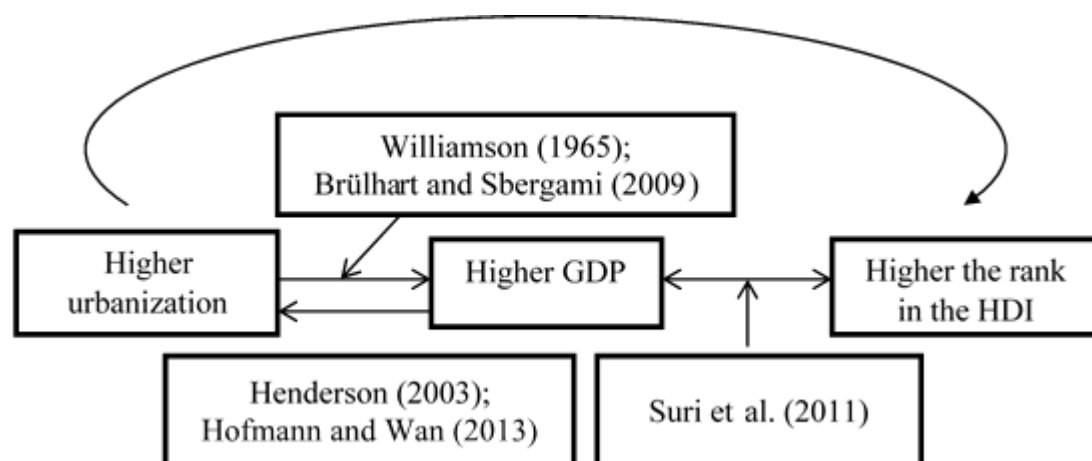 Williamson (1965);
Brülhart and Sbergami (2009)
Higher
urbanization
Higher GDP
Higher the rank
in the HDI
Henderson (2003);
Hofmann and Wan (2013)
Suri et al. (2011)